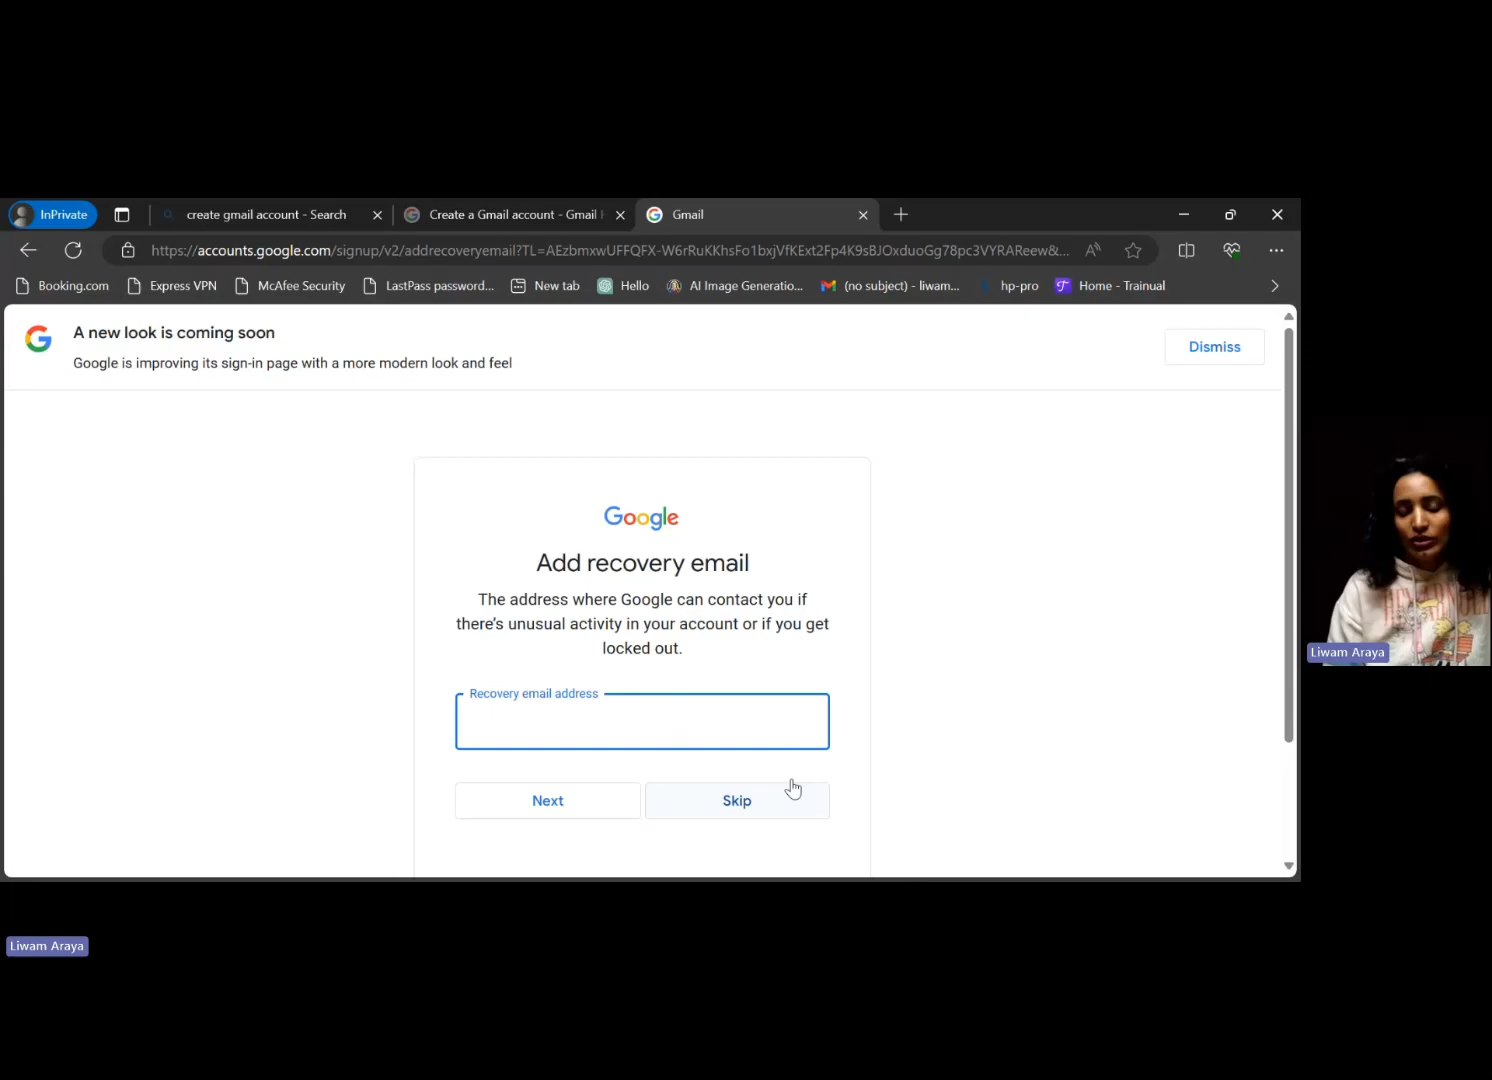 InPrivate
create gmail account - Search
Create a Gmail account - Gmail
Gmail
https://accounts.google.com/signup/v2/addrecoveryemail?TL=AEzbmxwUFFQFX-W6rRuKKhsFo1bxjVfKExt2Fp4K9sBJOxduoGg78pc3VYRAReew&...
Booking.com
Express VPN
McAfee Security
LastPass password...
New tab
Hello
AI Image Generatio...
(no subject) - liwam...
hp-pro
Home - Trainual
A new look is coming soon
Google is improving its sign-in page with a more modern look and feel
Dismiss
Google
Add recovery email
The address where Google can contact you if
there's unusual activity in your account or if you get
locked out.
Recovery email address
Next
Skip
Liwam Araya
Liwam Araya